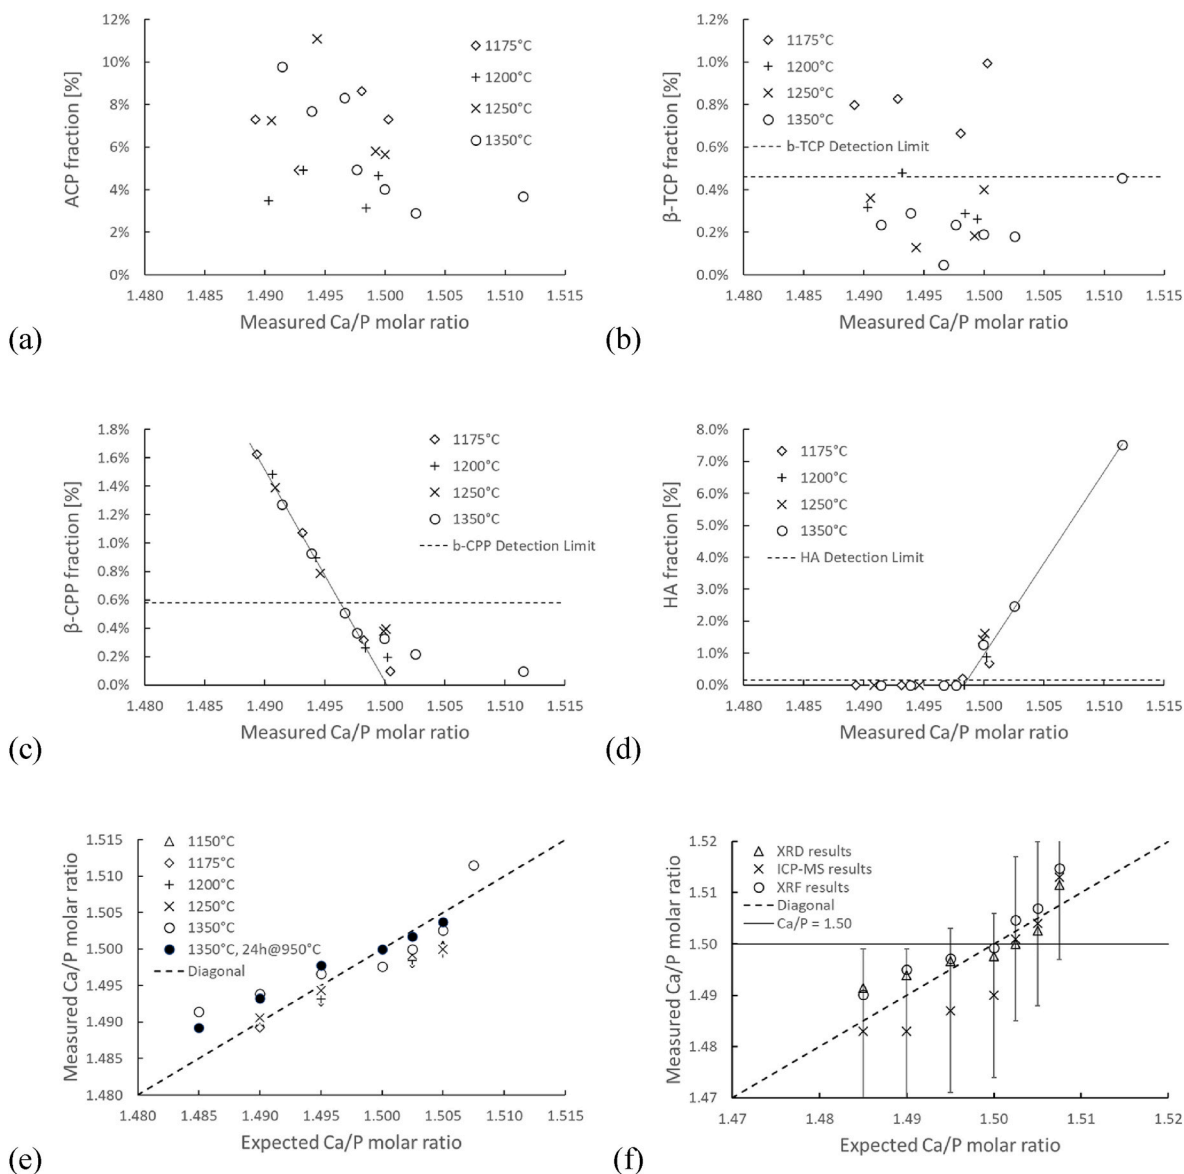 12%
10%
8%
6%
4%
2%
0%
ACP fraction [%]
1175°C
1200°C
1250°C
1350°C
1.480 1.485 1.490 1.495 1.500 1.505 1.510 1.515
Measured Ca/P molar ratio
(a)
1.2%
1.0%
0.8%
0.6%
0.4%
0.2%
0.0%
β-TCP fraction [%]
1175°C
1200°C
1250°C
1350°C
b-TCP Detection Limit
1.480 1.485 1.490 1.495 1.500 1.505 1.510 1.515
Measured Ca/P molar ratio
(b)
1.8%
1.6%
1.4%
1.2%
1.0%
0.8%
0.6%
0.4%
0.2%
0.0%
β-CPP fraction [%]
1175°C
1200°C
1250°C
1350°C
b-CPP Detection Limit
1.480 1.485 1.490 1.495 1.500 1.505 1.510 1.515
Measured Ca/P molar ratio
(c)
8.0%
7.0%
6.0%
5.0%
4.0%
3.0%
2.0%
1.0%
0.0%
HA fraction [%]
1175°C
1200°C
1250°C
1350°C
HA Detection Limit
1.480 1.485 1.490 1.495 1.500 1.505 1.510 1.515
Measured Ca/P molar ratio
(d)
1.515
1.510
1.505
1.500
1.495
1.490
1.485
1.480
Measured Ca/P molar ratio
1150°C
1175°C
1200°C
1250°C
1350°C
1350°C, 24h@950°C
Diagonal
1.480 1.485 1.490 1.495 1.500 1.505 1.510 1.515
Expected Ca/P molar ratio
(e)
1.52
1.51
1.50
1.49
1.48
1.47
Measured Ca/P molar ratio
XRD results
ICP-MS results
XRF results
Diagonal
Ca/P = 1.50
1.47 1.48 1.49 1.50 1.51 1.52
Expected Ca/P molar ratio
(f)